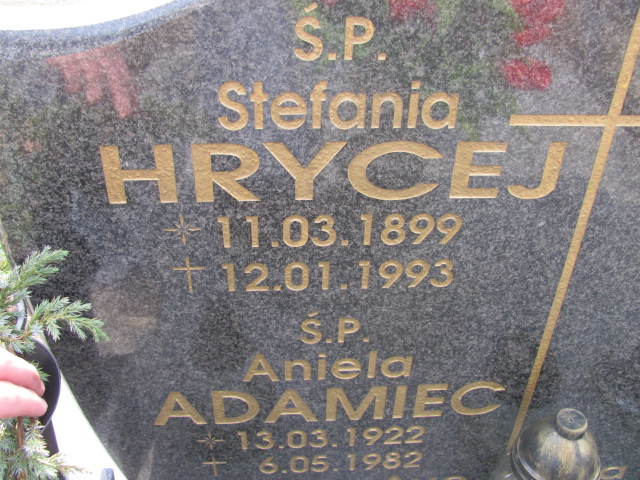 Ś.P.
Stefania
HRYCEJ
11.03.1899
12.01.1993
Ś.P.
Aniela
ADAMIEC
13.03.1922
6.05.1982